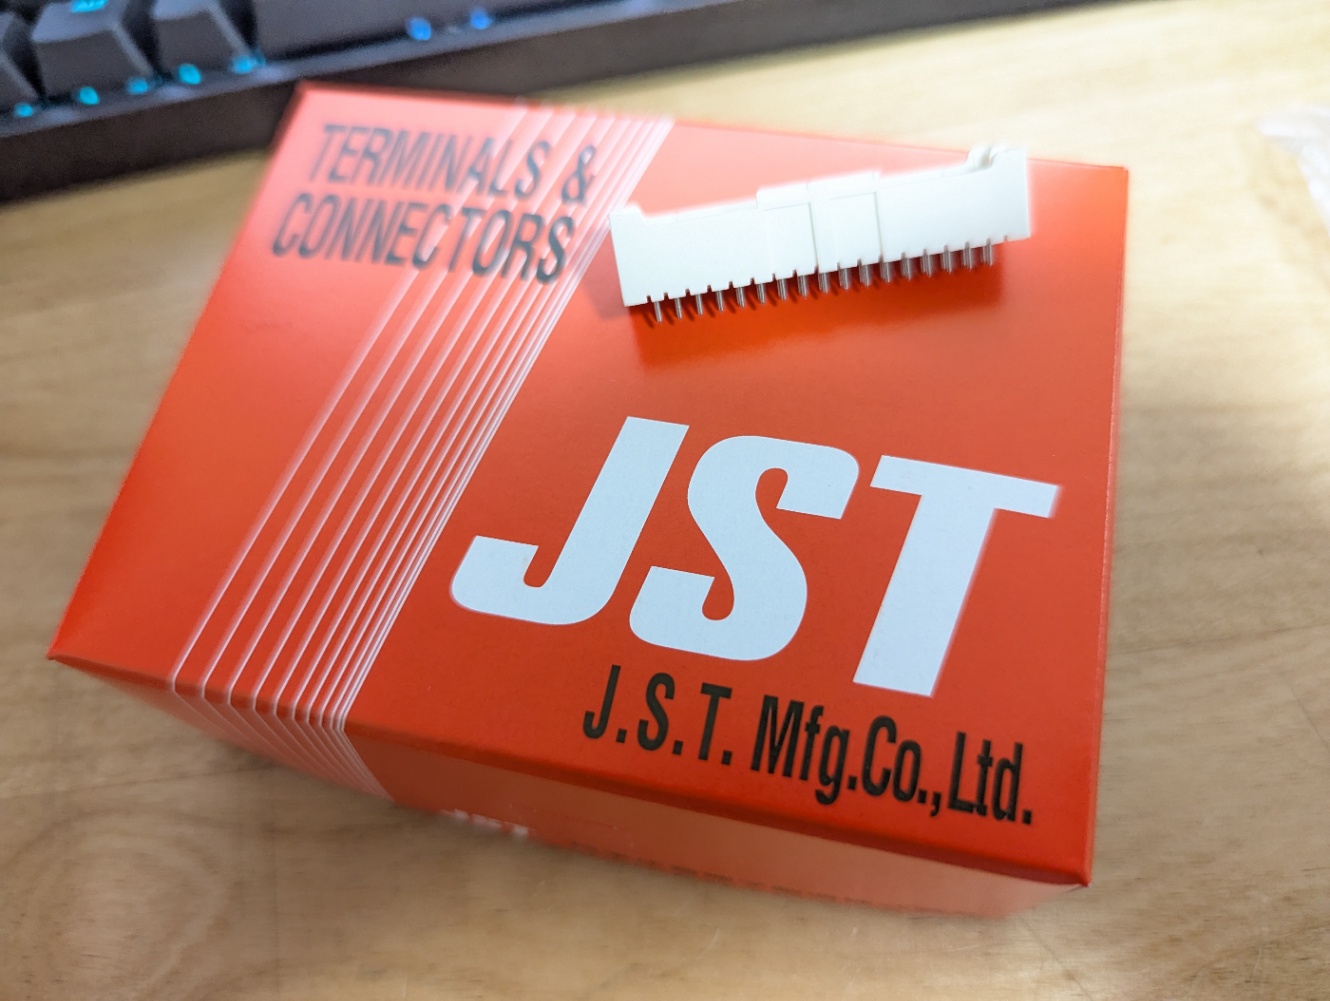 TERMINALS &
CONNECTORS
JST
J.S.T. Mfg.Co.,Ltd.